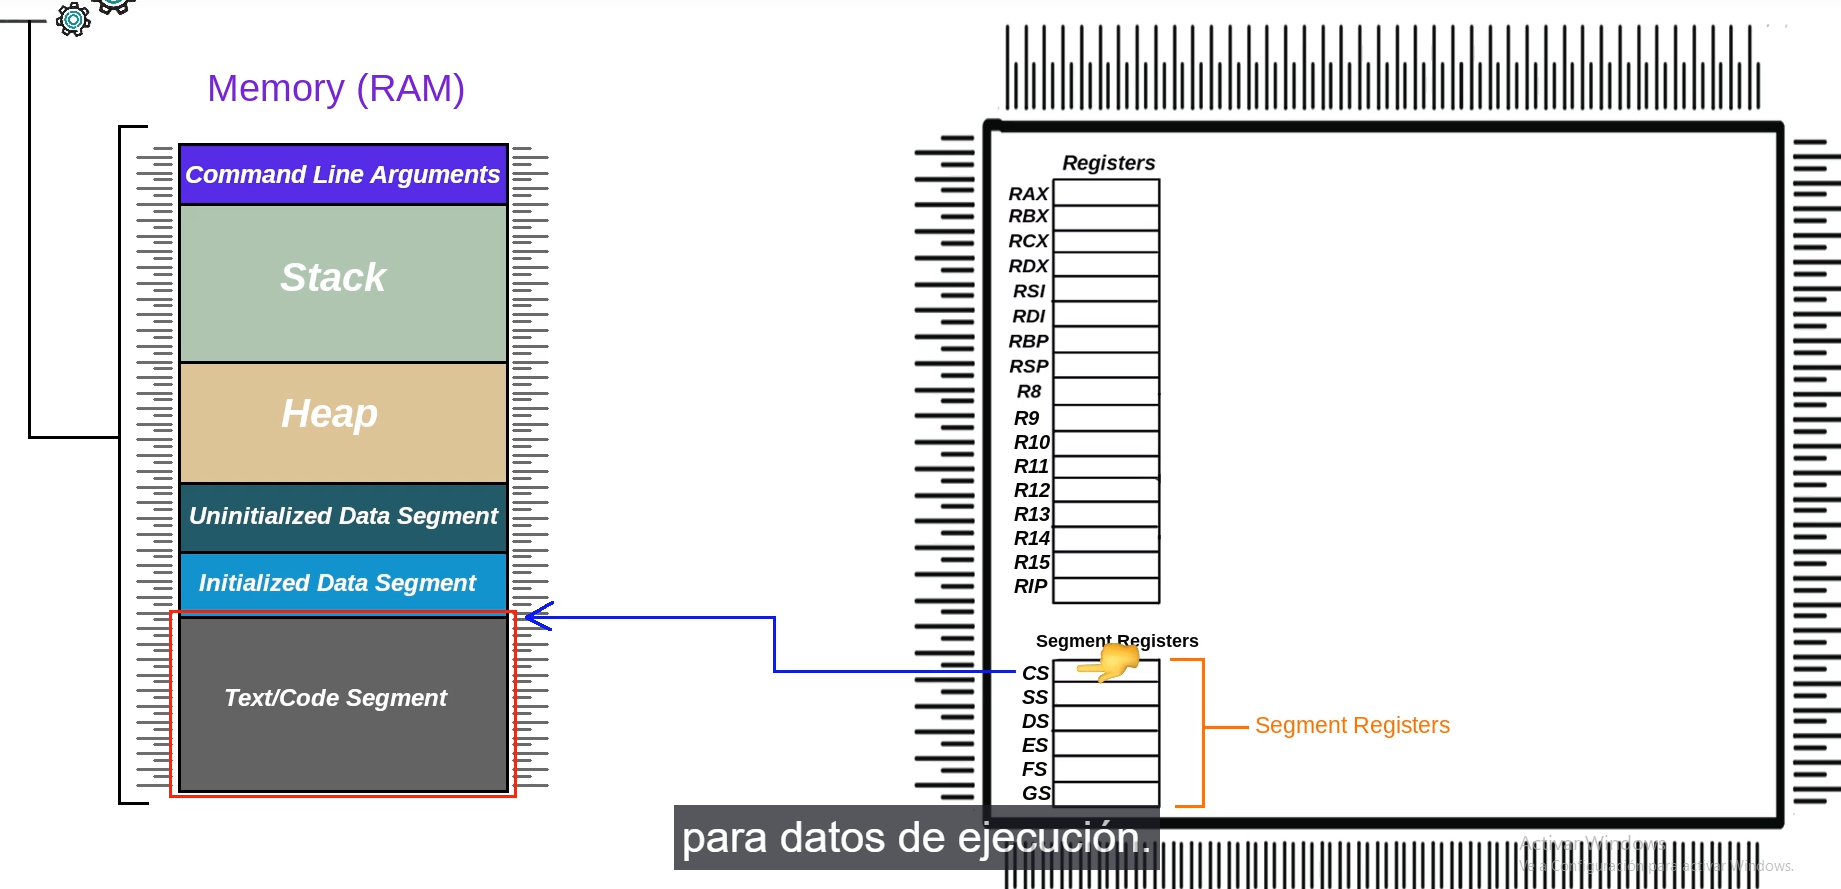 Memory (RAM)
Command Line Arguments
Stack
Heap
Uninitialized Data Segment
Initialized Data Segment
Text/Code Segment
Registers
RAX
RBX
RCX
RDX
RSI
RDI
RBP
RSP
R8
R9
R10
R11
R12
R13
R14
R15
RIP
Segment Registers
CS
SS
DS
ES
FS
GS
Segment Registers
para datos de ejecución.
Activar Windows
Ve a Configuración para activar Windows.